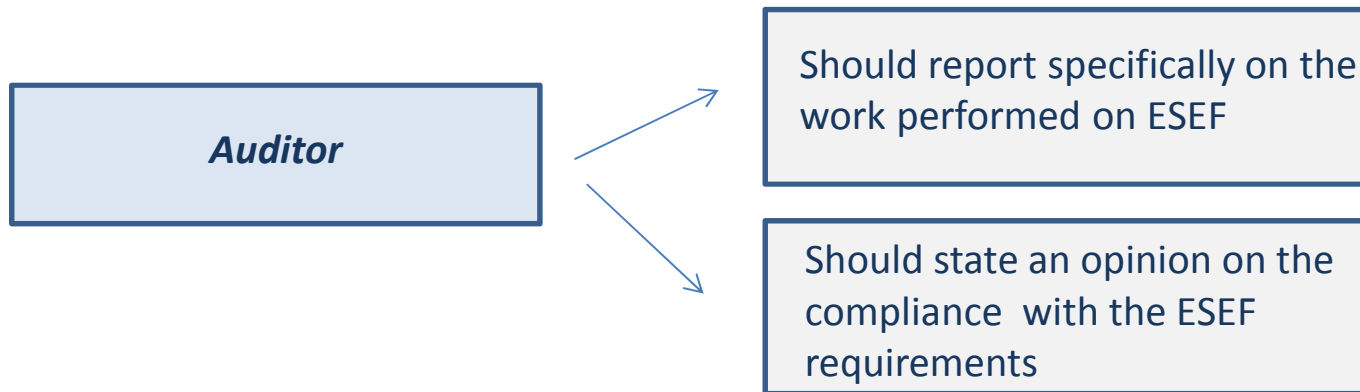 Auditor
Should report specifically on the
work performed on ESEF
Should state an opinion on the
compliance with the ESEF
requirements